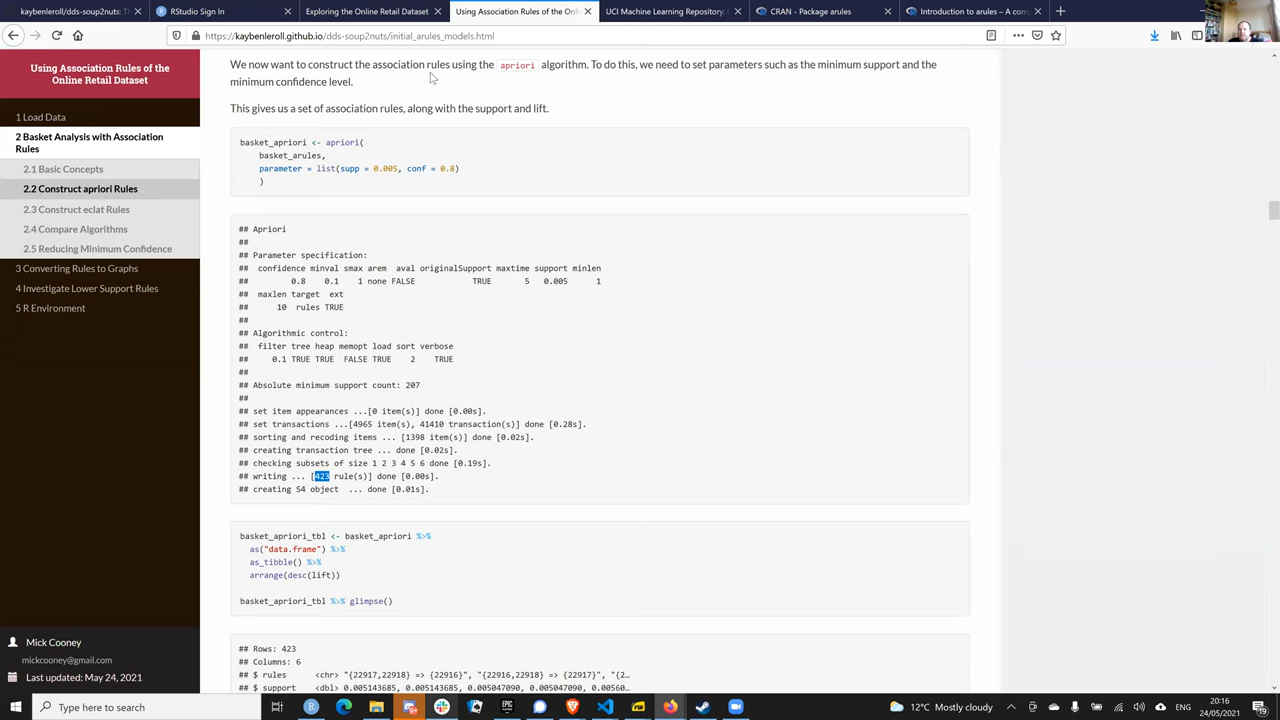 kaybenleroll/dds-soup2nuts: Th
RStudio Sign In
Exploring the Online Retail Dataset
Using Association Rules of the Onl
UCI Machine Learning Repository:
CRAN - Package arules
Introduction to arules – A com
https://kaybenleroll.github.io/dds-soup2nuts/initial_arules_models.html
Using Association Rules of the
Online Retail Dataset
1 Load Data
2 Basket Analysis with Association
Rules
2.1 Basic Concepts
2.2 Construct apriori Rules
2.3 Construct eclat Rules
2.4 Compare Algorithms
2.5 Reducing Minimum Confidence
3 Converting Rules to Graphs
4 Investigate Lower Support Rules
5 R Environment
Mick Cooney
mickcooney@gmail.com
Last updated: May 24, 2021
We now want to construct the association rules using the apriori algorithm. To do this, we need to set parameters such as the minimum support and the
minimum confidence level.
This gives us a set of association rules, along with the support and lift.
basket_apriori <- apriori(
basket_arules,
parameter = list(supp = 0.005, conf = 0.8)
)
## Apriori
##
## Parameter specification:
## confidence minval smax arem aval originalSupport maxtime support minlen
## 0.8 0.1 1 none FALSE TRUE 5 0.005 1
## maxlen target ext
## 10 rules TRUE
##
## Algorithmic control:
## filter tree heap memopt load sort verbose
## 0.1 TRUE TRUE FALSE TRUE 2 TRUE
##
## Absolute minimum support count: 207
##
## set item appearances ...[0 item(s)] done [0.00s].
## set transactions ...[4965 item(s), 41410 transaction(s)] done [0.28s].
## sorting and recoding items ... [1398 item(s)] done [0.02s].
## creating transaction tree ... done [0.02s].
## checking subsets of size 1 2 3 4 5 6 done [0.19s].
## writing ... [423 rule(s)] done [0.00s].
## creating S4 object ... done [0.01s].
basket_apriori_tbl <- basket_apriori %>%
as("data.frame") %>%
as_tibble() %>%
arrange(desc(lift))
basket_apriori_tbl %>% glimpse()
## Rows: 423
## Columns: 6
## $ rules <chr> "{22917,22918} => {22916}", "{22916,22918} => {22917}", "{2…
## $ support <dbl> 0.005143685, 0.005143685, 0.005047090, 0.005047090, 0.00560…
Type here to search
12°C Mostly cloudy
ENG
20:16
24/05/2021